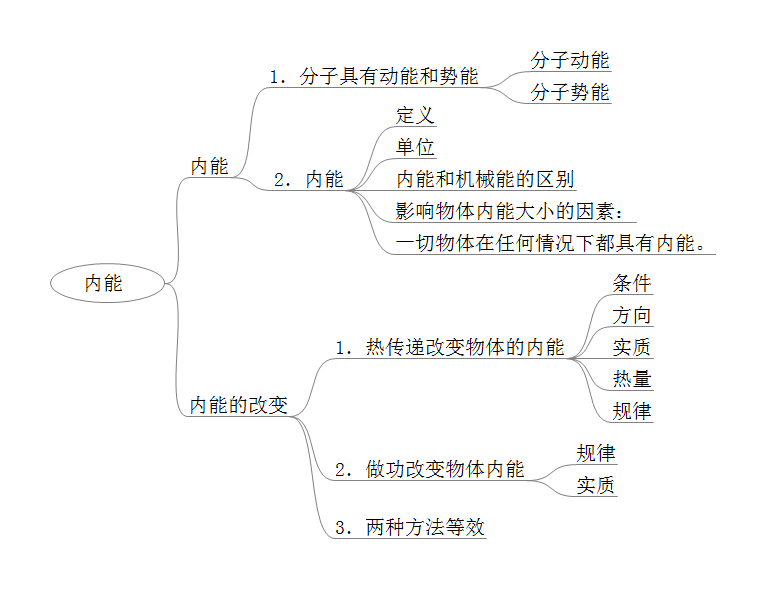 内能
内能
1. 分子具有动能和势能
分子动能
分子势能
2. 内能
定义
单位
内能和机械能的区别
影响物体内能大小的因素：
一切物体在任何情况下都具有内能。
内能的改变
1. 热传递改变物体的内能
条件
方向
实质
热量
规律
2. 做功改变物体内能
规律
实质
3. 两种方法等效